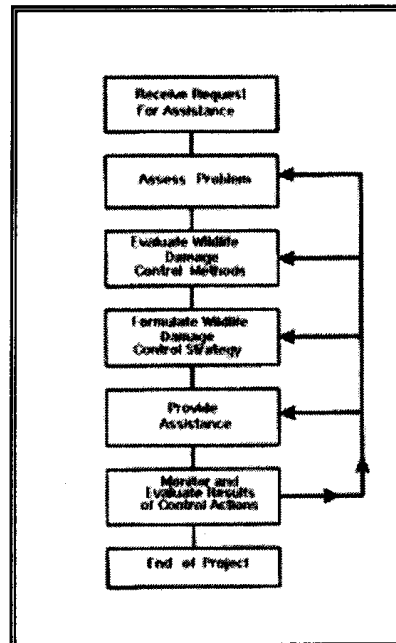 Receive Request
For Assistance
Assess Problem
Evaluate Wildlife
Damage
Control Methods
Formulate Wildlife
Damage
Control Strategy
Provide
Assistance
Monitor and
Evaluate Results
of Control Actions
End of Project